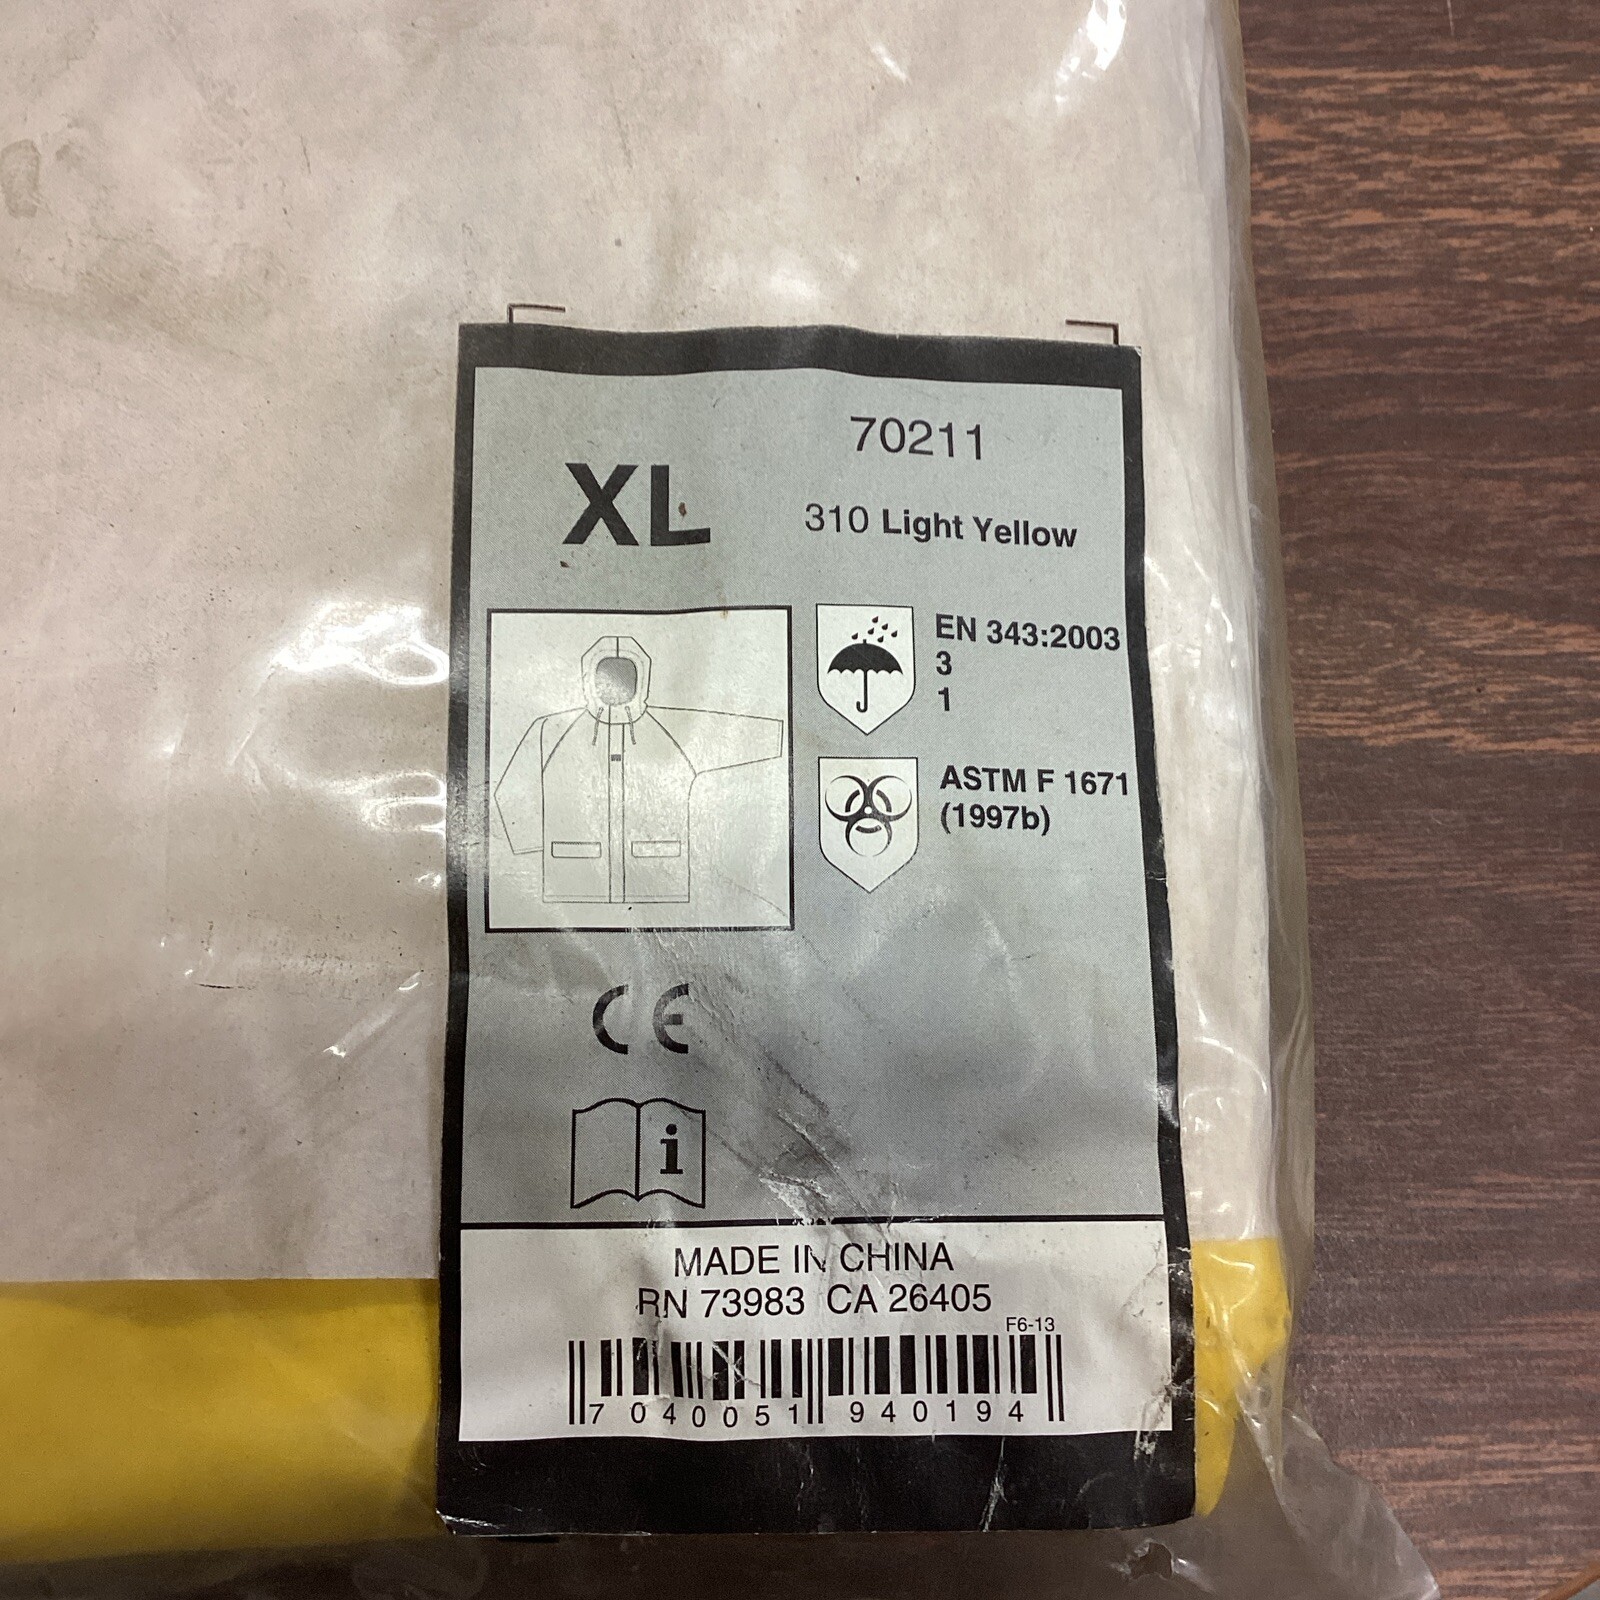 70211
XL
310 Light Yellow
EN 343:2003
3
1
ASTM F 1671
(1997b)
CE
i
MADE IN CHINA
RN 73983 CA 26405
F6-13
7 040051 940194